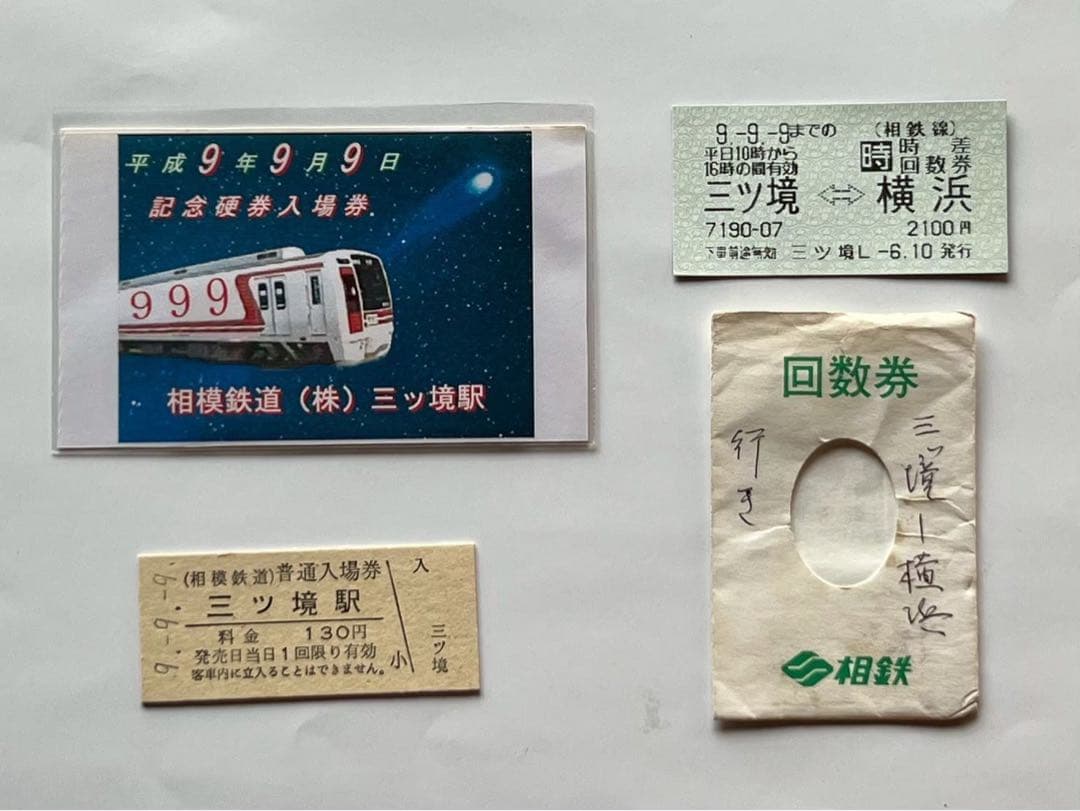 平成9年9月9日
記念硬券入場券
999
相模鉄道（株）三ッ境駅
9-9-9までの
平日10時から
16時の間有効
（相鉄線）
時
時差
回数券
三ツ境⇔横浜
7190-07
2100円
下車前途無効 三ツ境L -6.10発行
回数券
三ッ境ー横浜
行き
相鉄
9.-9.-9.
(相模鉄道)普通入場券
三ッ境駅
料金 130円
発売日当日1回限り有効
客車内に立入ることはできません。
小
入
三ツ境